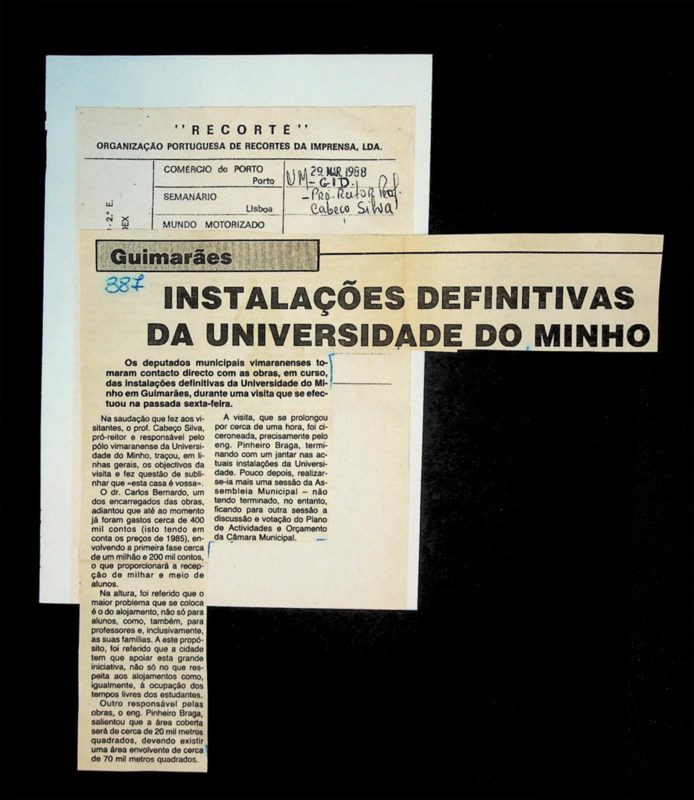 "RECORTE"
ORGANIZAÇÃO PORTUGUESA DE RECORTES DA IMPRENSA, LDA.
COMÉRCIO do PORTO
Porto
SEMANÁRIO
Lisboa
MUNDO MOTORIZADO
- 2.º E.
DEX
29 MAR. 1988
UM - GID.
- Pró-Reitor Prof.
Cabeço Silva
Guimarães
387
INSTALAÇÕES DEFINITIVAS
DA UNIVERSIDADE DO MINHO
Os deputados municipais vimaranenses to-
maram contacto directo com as obras, em curso,
das instalações definitivas da Universidade do Mi-
nho em Guimarães, durante uma visita que se efec-
tuou na passada sexta-feira.
Na saudação que fez aos vi-
sitantes, o prof. Cabeço Silva,
pró-reitor e responsável pelo
pólo vimaranense da Universi-
dade do Minho, traçou, em li-
nhas gerais, os objectivos da
visita e fez questão de subli-
nhar que «esta casa é vossa».
O dr. Carlos Bernardo, um
dos encarregados das obras,
adiantou que até ao momento
já foram gastos cerca de 400
mil contos (isto tendo em
conta os preços de 1985), en-
volvendo a primeira fase cerca
de um milhão e 200 mil contos,
o que proporcionará a recep-
ção de milhar e meio de
alunos.
Na altura, foi referido que o
maior problema que se coloca
é o do alojamento, não só para
alunos, como, também, para
professores e, inclusivamente,
as suas famílias. A este propó-
sito, foi referido que a cidade
tem que apoiar esta grande
iniciativa, não só no que res-
peita aos alojamentos como,
igualmente, à ocupação dos
tempos livres dos estudantes.
Outro responsável pelas
obras, o eng. Pinheiro Braga,
salientou que a área coberta
será de cerca de 20 mil metros
quadrados, devendo existir
uma área envolvente de cerca
de 70 mil metros quadrados.
A visita, que se prolongou
por cerca de uma hora, foi ci-
ceroneada, precisamente pelo
eng. Pinheiro Braga, termi-
nando com um jantar nas ac-
tuais instalações da Universi-
dade. Pouco depois, realizar-
se-ia mais uma sessão da As-
sembleia Municipal – não
tendo terminado, no entanto,
ficando para outra sessão a
discussão e votação do Plano
de Actividades e Orçamento
da Câmara Municipal.